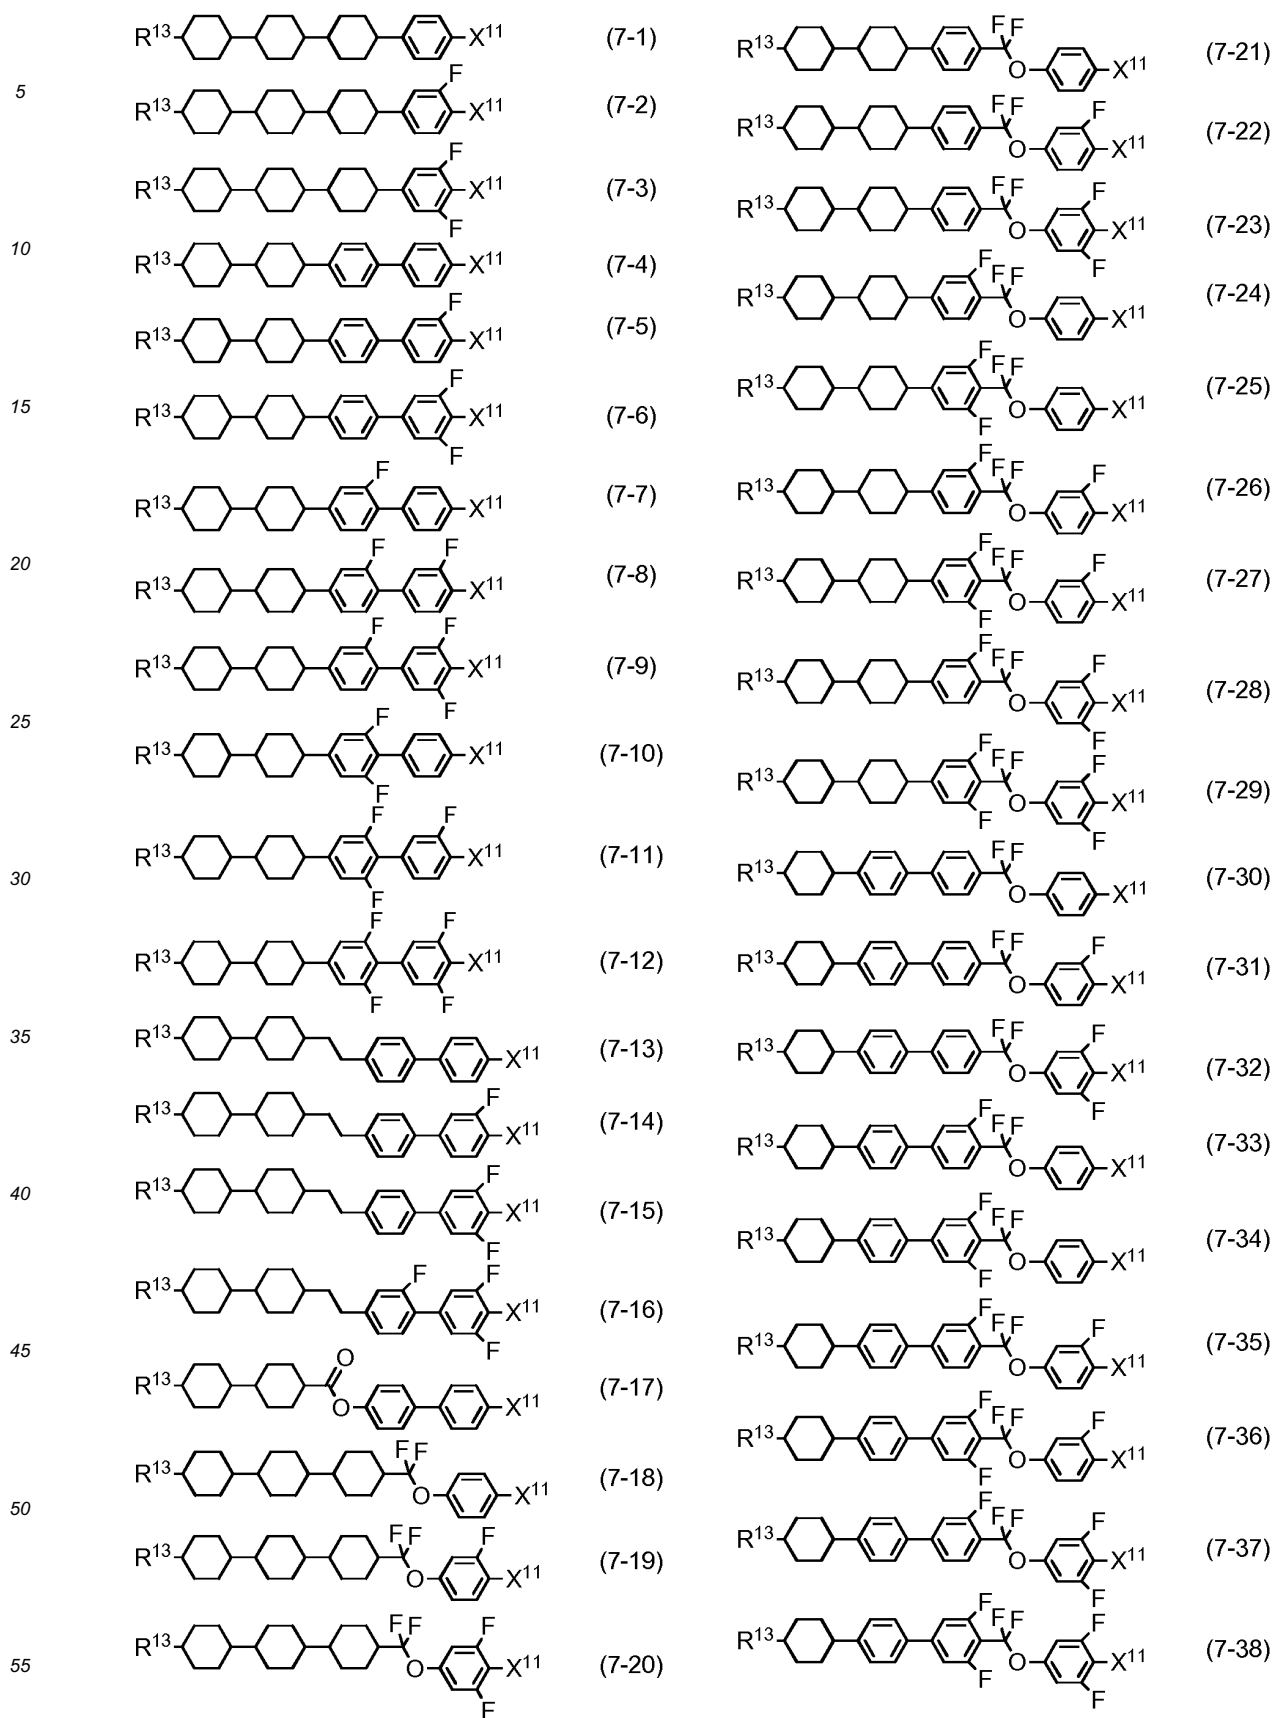 R¹³ X¹¹ (7-1)
5
F
R¹³ X¹¹ (7-2)
F
R¹³ X¹¹ (7-3)
F
10
R¹³ X¹¹ (7-4)
F
R¹³ X¹¹ (7-5)
F
15
R¹³ X¹¹ (7-6)
F
F
R¹³ X¹¹ (7-7)
20
F F
R¹³ X¹¹ (7-8)
F F
R¹³ X¹¹ (7-9)
F
25
F
R¹³ X¹¹ (7-10)
F
F F
R¹³ X¹¹ (7-11)
30
F
F F
R¹³ X¹¹ (7-12)
F F
35
R¹³ X¹¹ (7-13)
F
R¹³ X¹¹ (7-14)
F
40
R¹³ X¹¹ (7-15)
F
F F
R¹³ X¹¹ (7-16)
F
45
O
R¹³ O X¹¹ (7-17)
F F
R¹³ O X¹¹ (7-18)
50
F F F
R¹³ O X¹¹ (7-19)
F F F
R¹³ O X¹¹ (7-20)
55
F
F F
R¹³ O X¹¹ (7-21)
F F F
R¹³ O X¹¹ (7-22)
F F F
R¹³ O X¹¹ (7-23)
F
F F F
R¹³ O X¹¹ (7-24)
F F F
R¹³ O X¹¹ (7-25)
F
F F F F
R¹³ O X¹¹ (7-26)
F F F F
R¹³ O X¹¹ (7-27)
F
F F F F
R¹³ O X¹¹ (7-28)
F
F F F F
R¹³ O X¹¹ (7-29)
F F
F F
R¹³ O X¹¹ (7-30)
F F F
R¹³ O X¹¹ (7-31)
F F F
R¹³ O X¹¹ (7-32)
F
F F F
R¹³ O X¹¹ (7-33)
F F F
R¹³ O X¹¹ (7-34)
F
F F F F
R¹³ O X¹¹ (7-35)
F F F F
R¹³ O X¹¹ (7-36)
F
F F F F
R¹³ O X¹¹ (7-37)
F
F F F F
R¹³ O X¹¹ (7-38)
F F